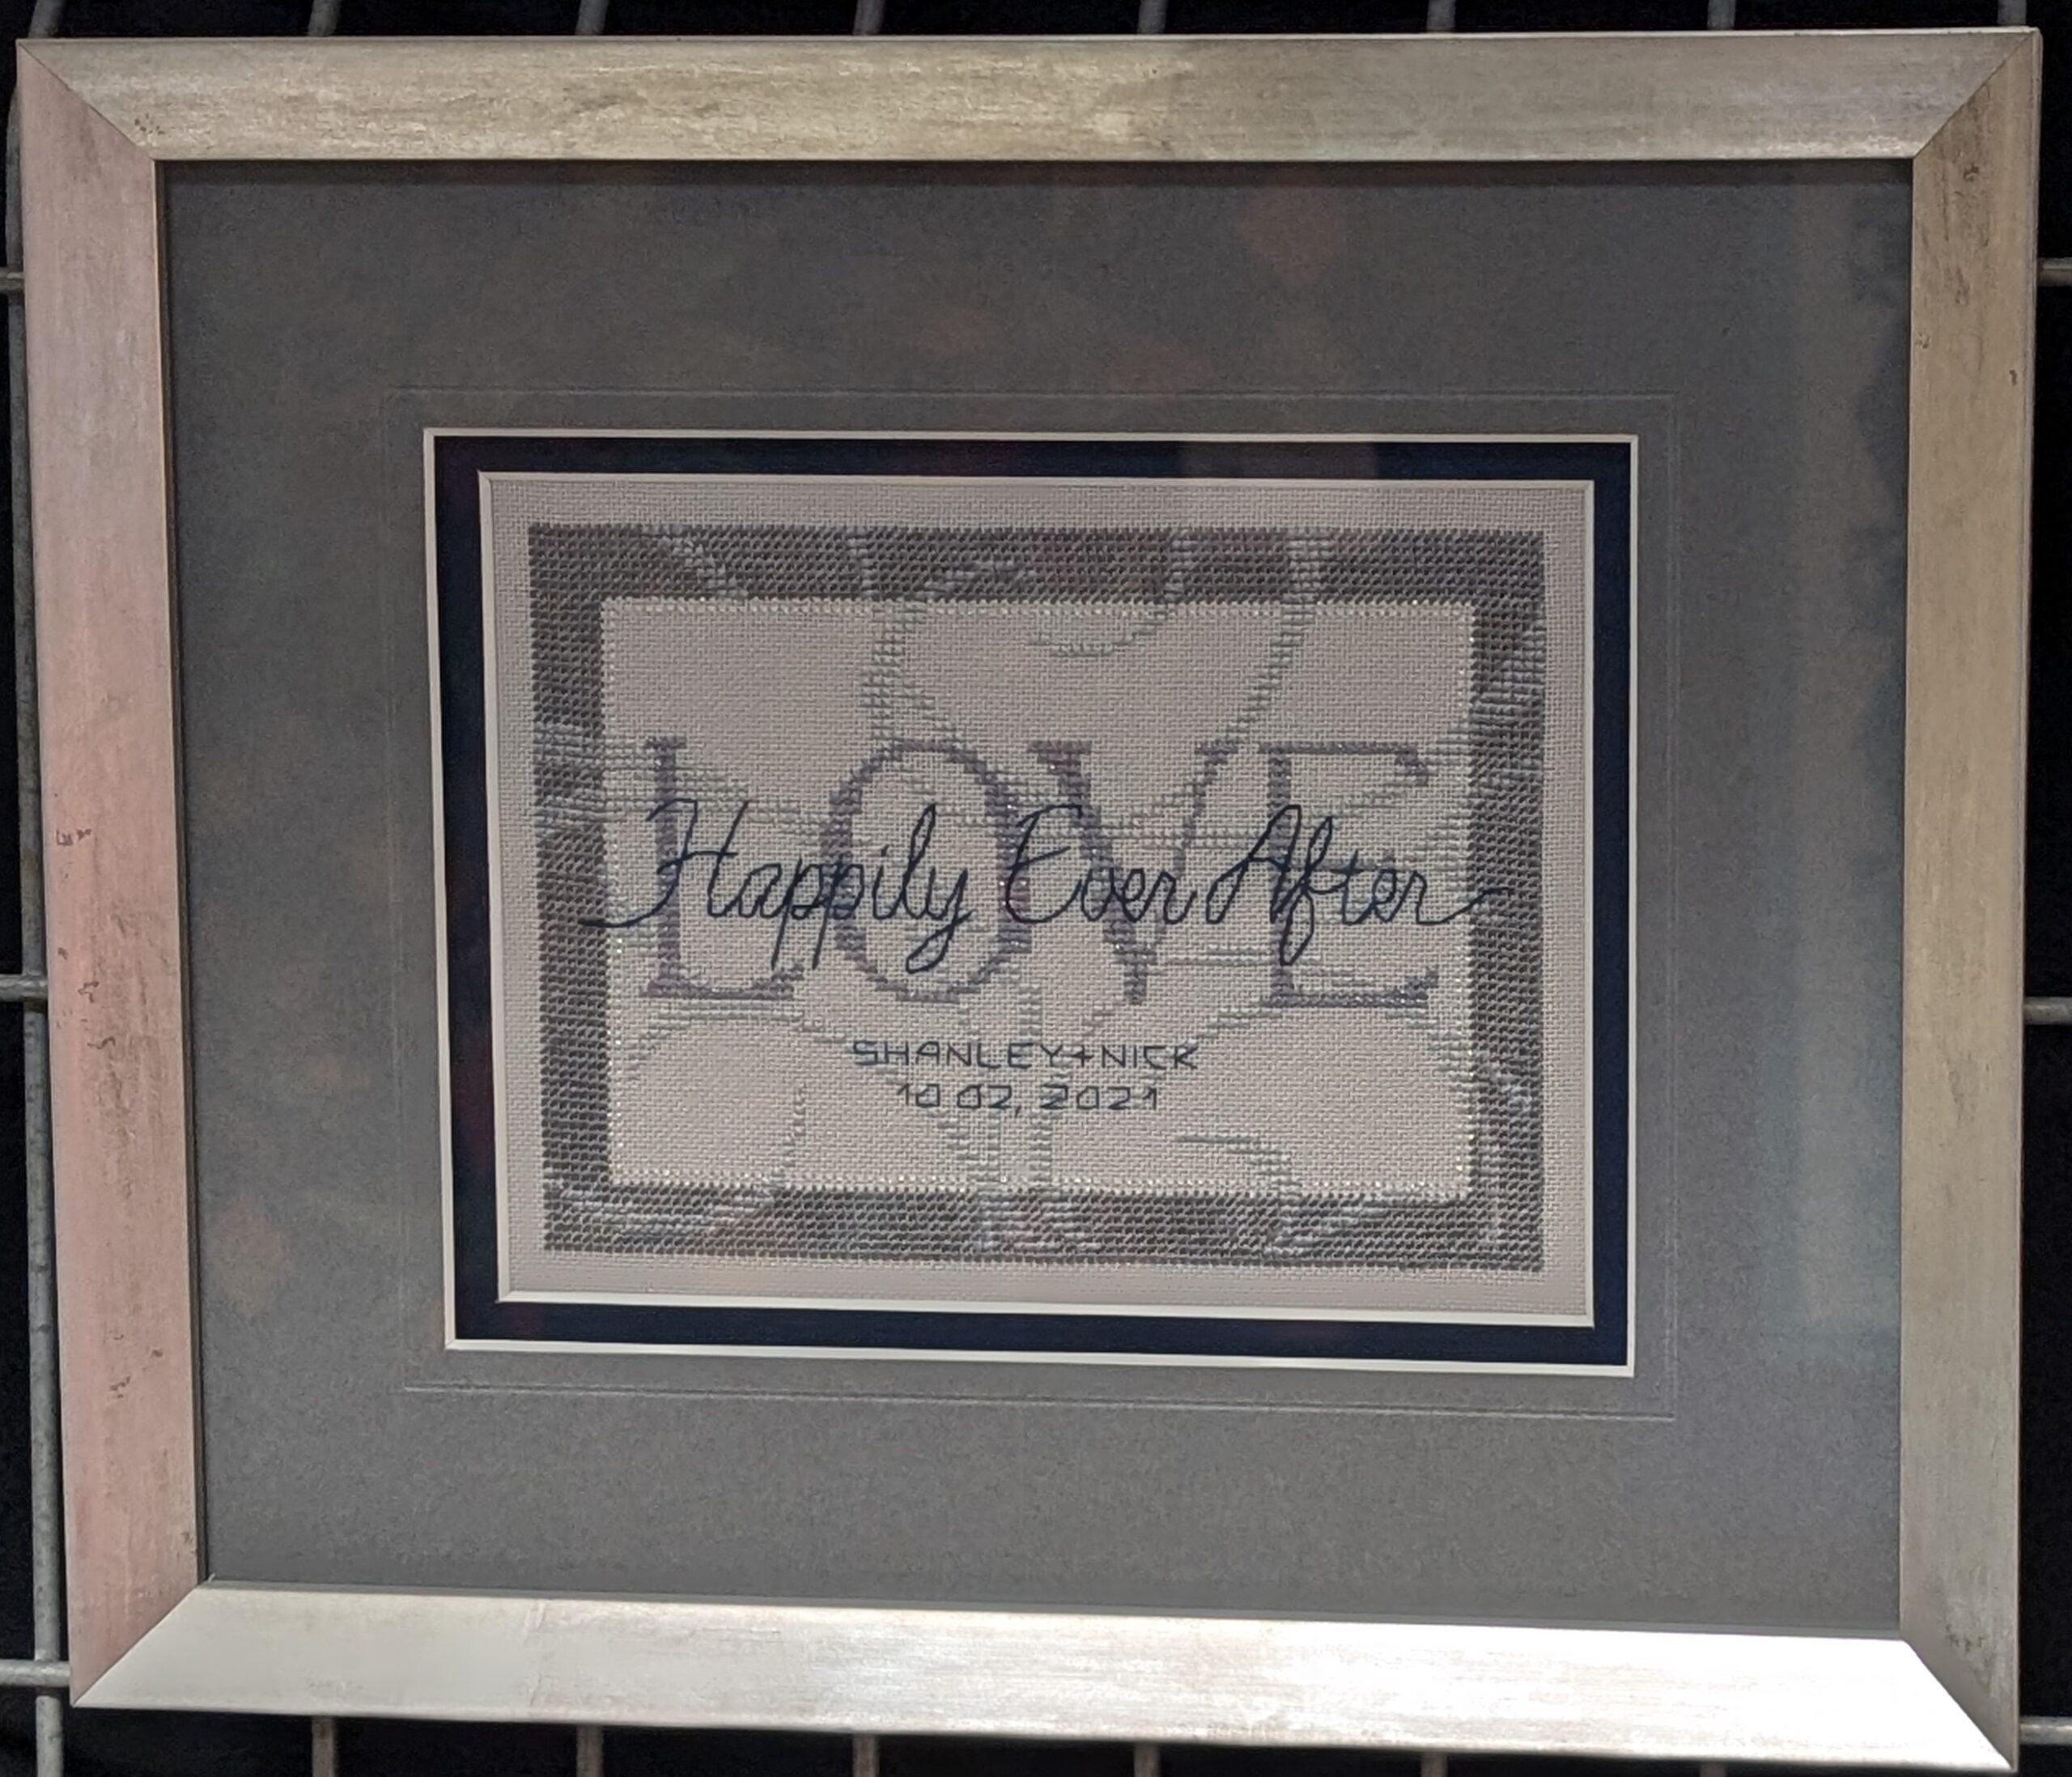 LOVE
Happily Ever After
SHANLEY+NICK
10 02, 2021